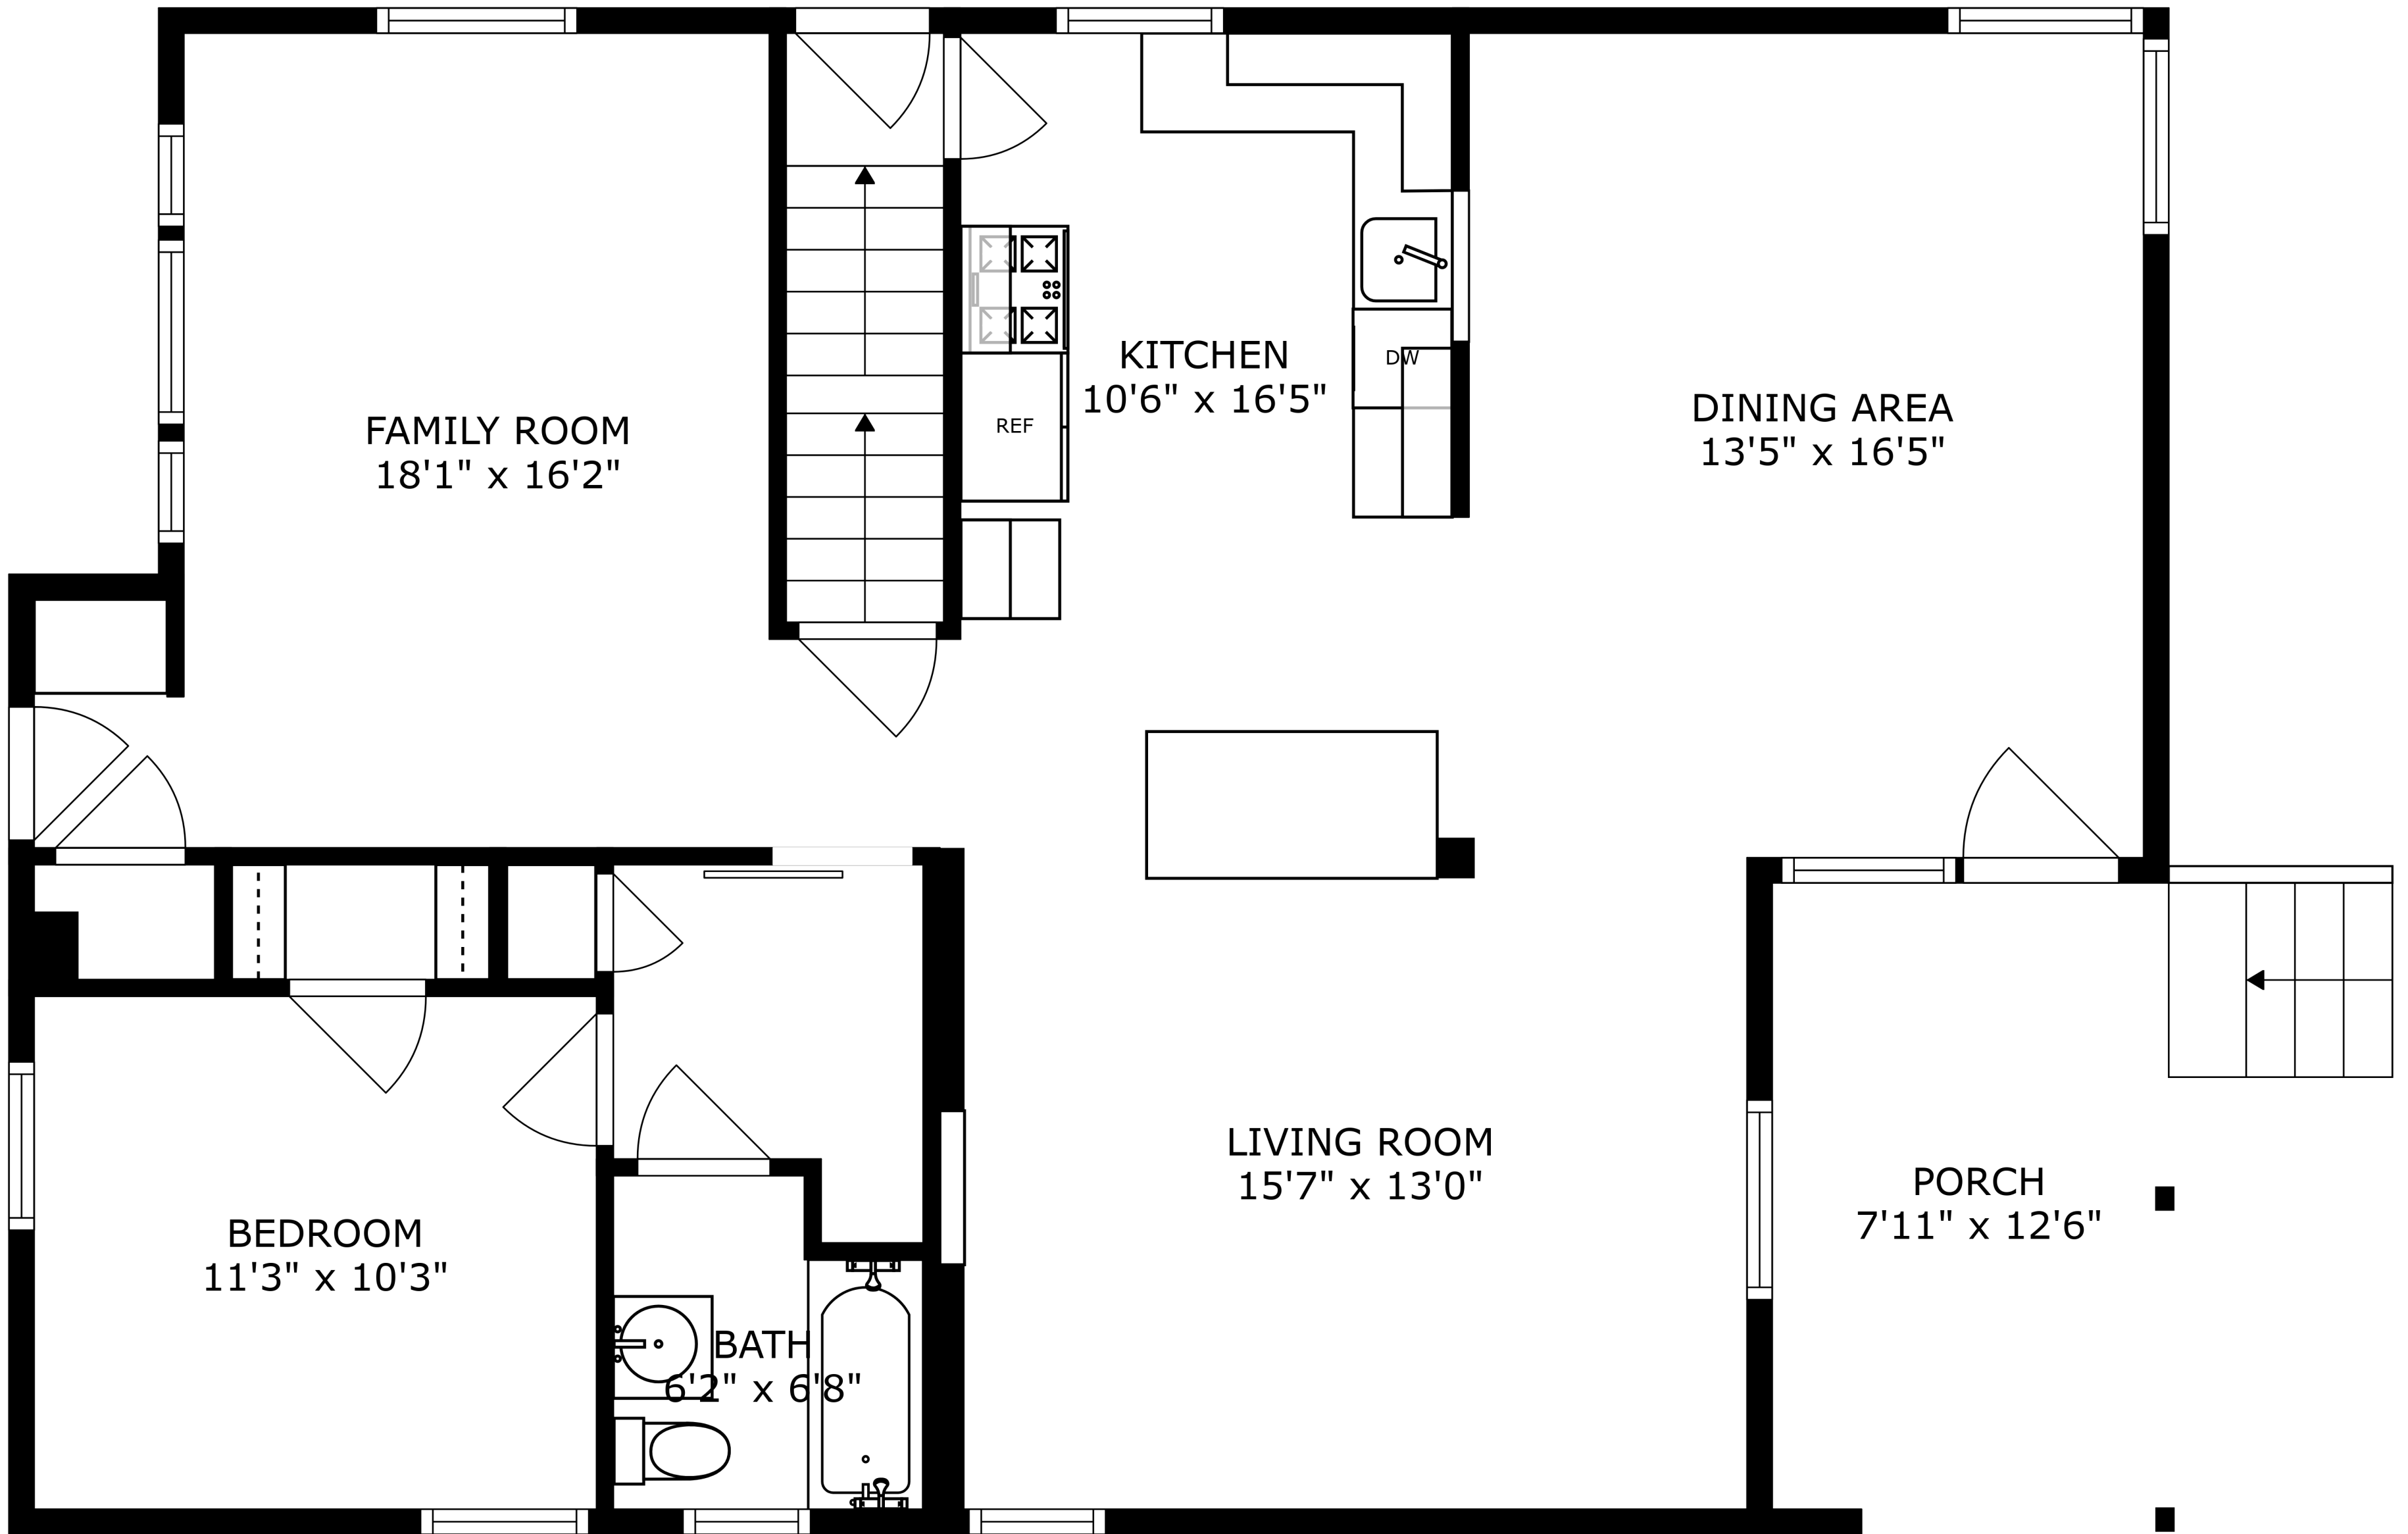 FAMILY ROOM
18'1" x 16'2"
KITCHEN
10'6" x 16'5"
REF
DW
DINING AREA
13'5" x 16'5"
LIVING ROOM
15'7" x 13'0"
PORCH
7'11" x 12'6"
BEDROOM
11'3" x 10'3"
BATH
6'2" x 6'8"